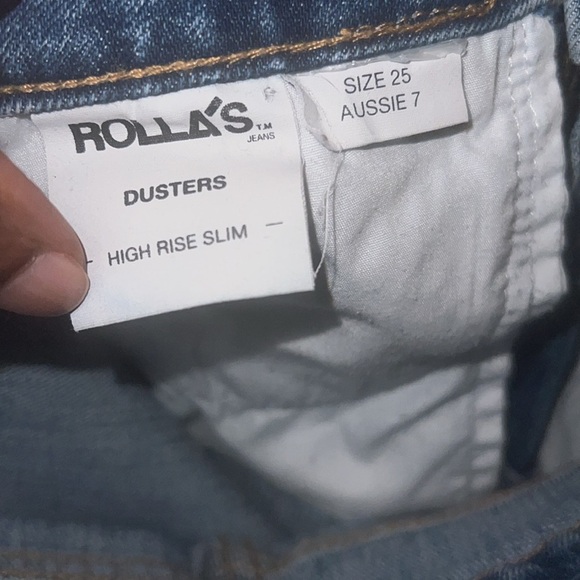 ROLLA'S TM
JEANS
DUSTERS
- HIGH RISE SLIM -
SIZE 25
AUSSIE 7